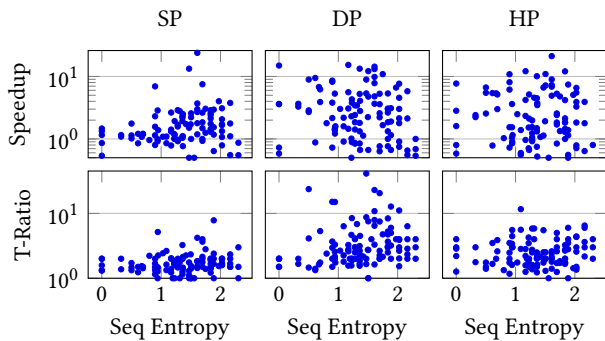 SP DP HP
Speedup
10^1
10^0
T-Ratio
10^1
10^0
0 1 2 0 1 2 0 1 2
Seq Entropy Seq Entropy Seq Entropy